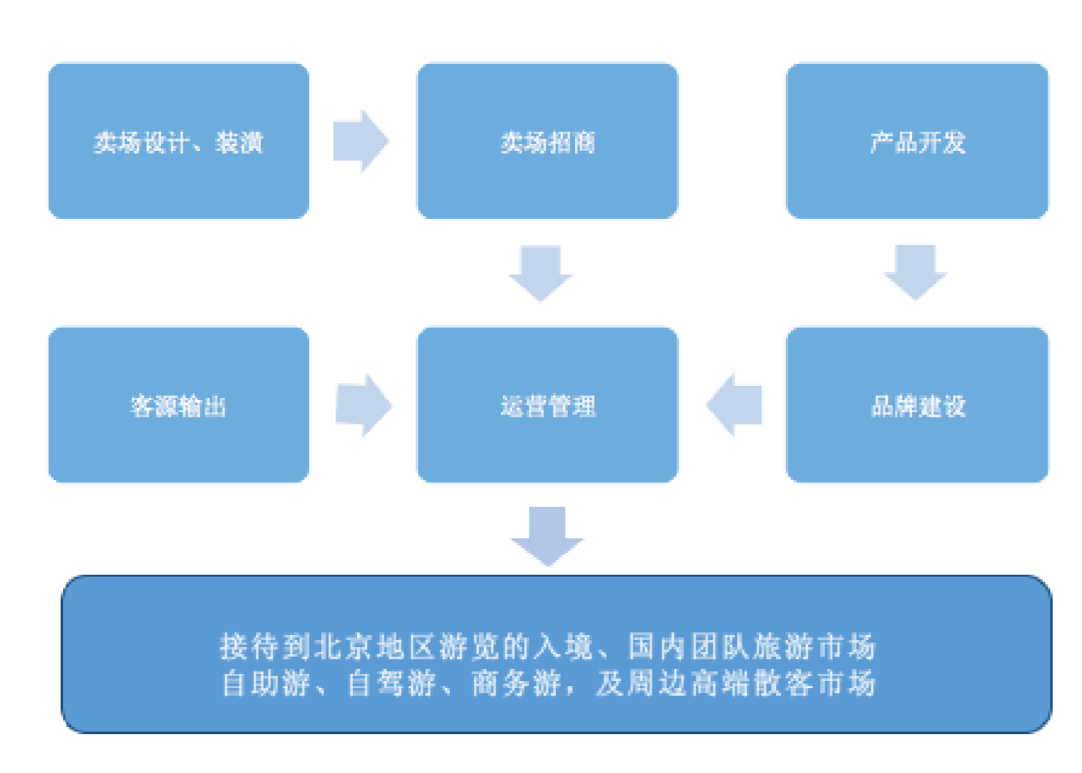 卖场设计、装潢
卖场招商
产品开发
客源输出
运营管理
品牌建设
接待到北京地区游览的入境、国内团队旅游市场
自助游、自驾游、商务游，及周边高端散客市场